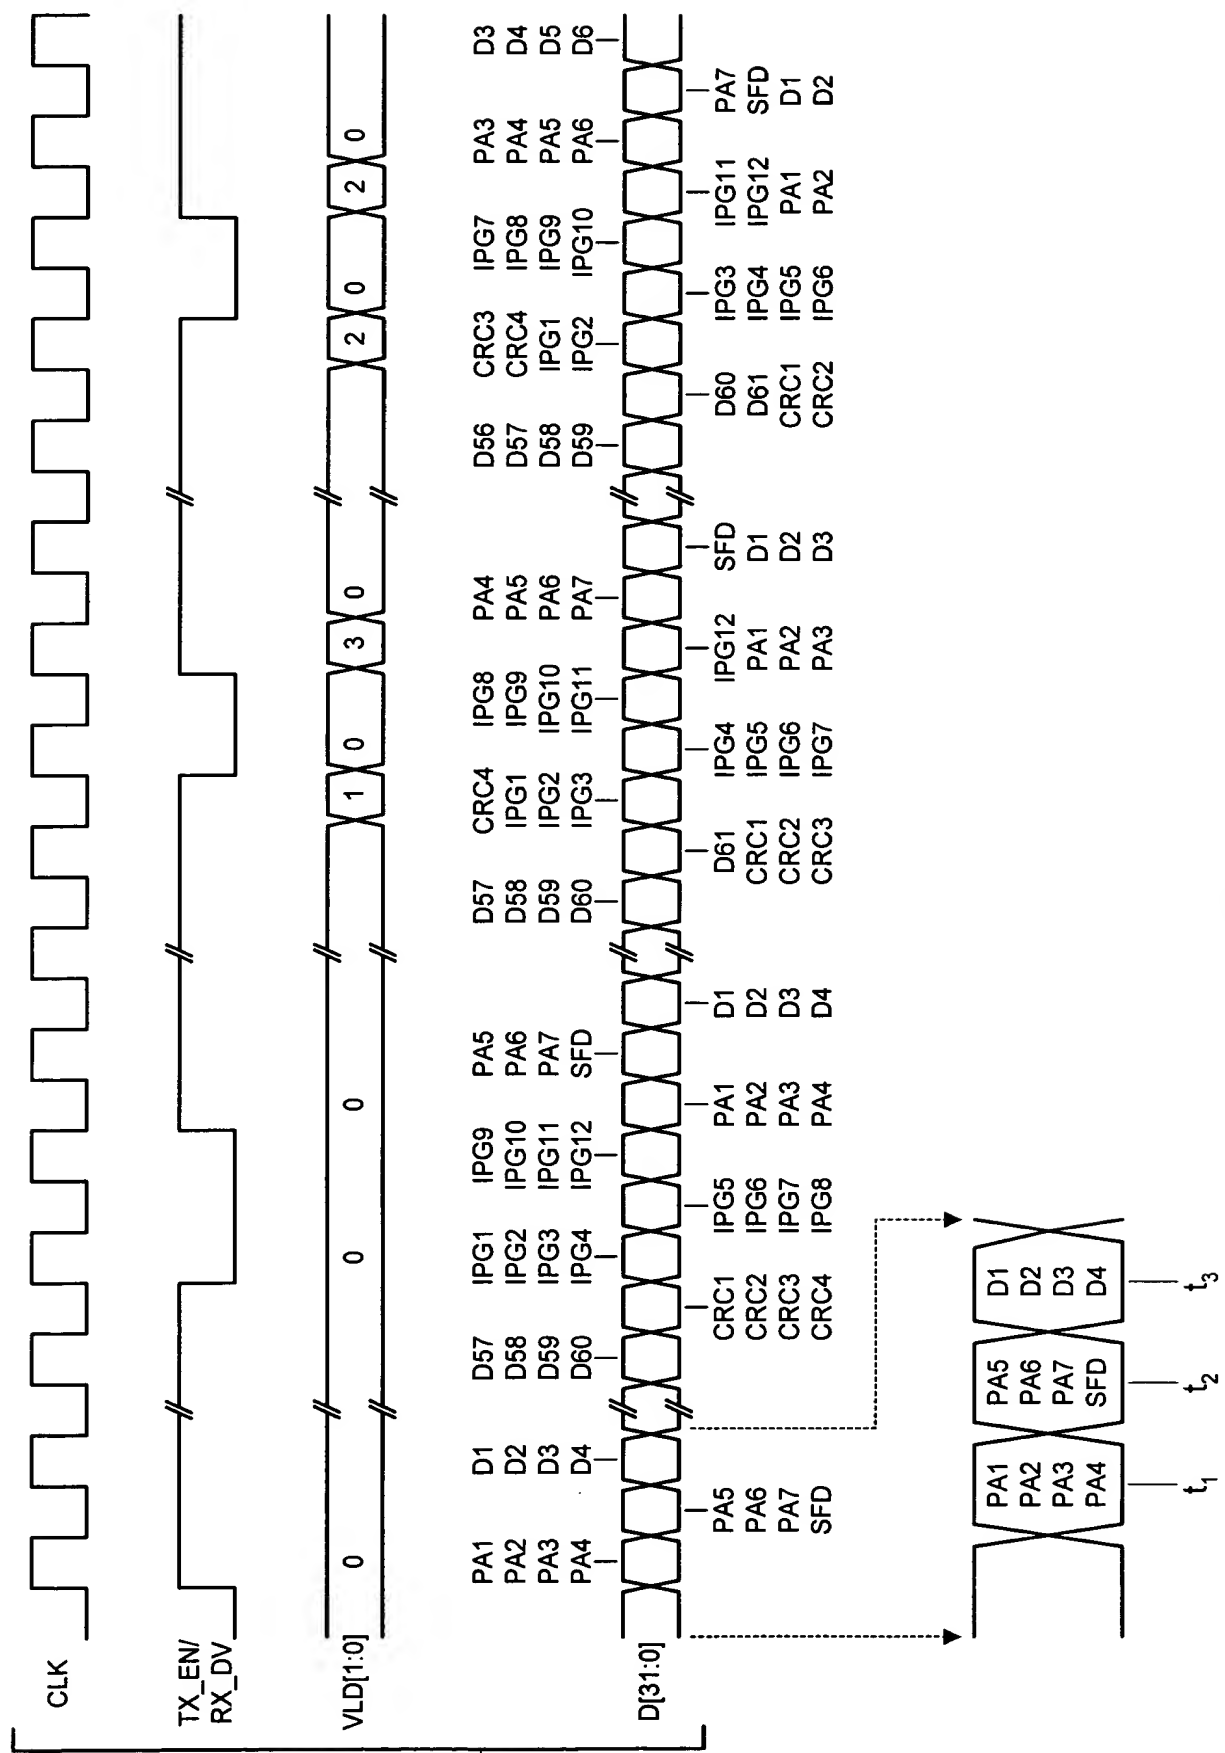 CLK
TX_EN/
RX_DV
VLD[1:0]
0
0
0
1
0
3
0
2
0
2
0
D[31:0]
PA1
PA2
PA3
PA4
PA5
PA6
PA7
SFD
D1
D2
D3
D4
D57
D58
D59
D60
CRC1
CRC2
CRC3
CRC4
IPG1
IPG2
IPG3
IPG4
IPG5
IPG6
IPG7
IPG8
IPG9
IPG10
IPG11
IPG12
PA1
PA2
PA3
PA4
PA5
PA6
PA7
SFD
D1
D2
D3
D4
D57
D58
D59
D60
D61
CRC1
CRC2
CRC3
CRC4
IPG1
IPG2
IPG3
IPG4
IPG5
IPG6
IPG7
IPG8
IPG9
IPG10
IPG11
IPG12
PA1
PA2
PA3
PA4
PA5
PA6
PA7
SFD
D1
D2
D3
D56
D57
D58
D59
D60
D61
CRC1
CRC2
CRC3
CRC4
IPG1
IPG2
IPG3
IPG4
IPG5
IPG6
IPG7
IPG8
IPG9
IPG10
IPG11
IPG12
PA1
PA2
PA3
PA4
PA5
PA6
PA7
SFD
D1
D2
D3
D4
D5
D6
PA1
PA2
PA3
PA4
PA5
PA6
PA7
SFD
D1
D2
D3
D4
t1
t2
t3